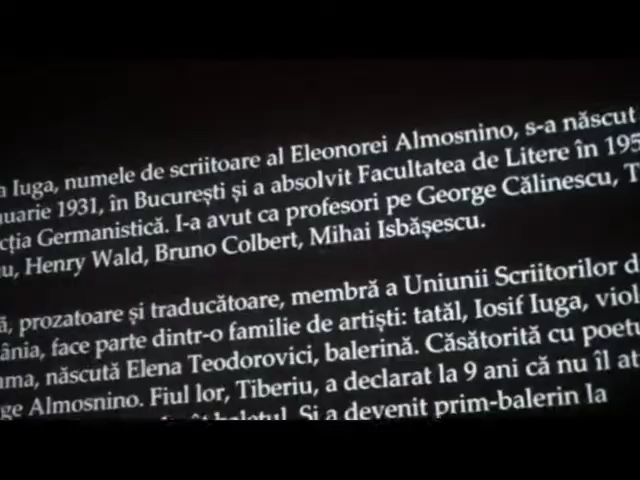 a Iuga, numele de scriitoare al Eleonorei Almosnino, s-a născut
uarie 1931, în București și a absolvit Facultatea de Litere în 195
cția Germanistică. I-a avut ca profesori pe George Călinescu, T
u, Henry Wald, Bruno Colbert, Mihai Isbășescu.
ă, prozatoare și traducătoare, membră a Uniunii Scriitorilor d
ânia, face parte dintr-o familie de artiști: tatăl, Iosif Iuga, viol
ama, născută Elena Teodorovici, balerină. Căsătorită cu poetu
ge Almosnino. Fiul lor, Tiberiu, a declarat la 9 ani că nu îl at
baletul. Și a devenit prim-balerin la